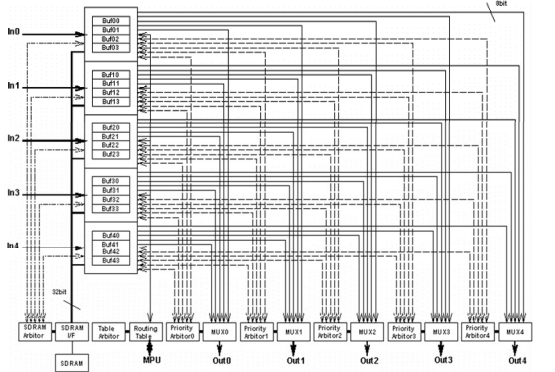 8bit
Buf00
In0
Buf01
Buf02
Buf03
Buf10
In1
Buf11
Buf12
Buf13
Buf20
In2
Buf21
Buf22
Buf23
Buf30
In3
Buf31
Buf32
Buf33
Buf40
In4
Buf41
Buf42
Buf43
32bit
SDRAM Arbitor
SDRAM I/F
Table Arbitor
Routing Table
Priority Arbitor0
MUX0
Priority Arbitor1
MUX1
Priority Arbitor2
MUX2
Priority Arbitor3
MUX3
Priority Arbitor4
MUX4
SDRAM
MPU
Out0
Out1
Out2
Out3
Out4